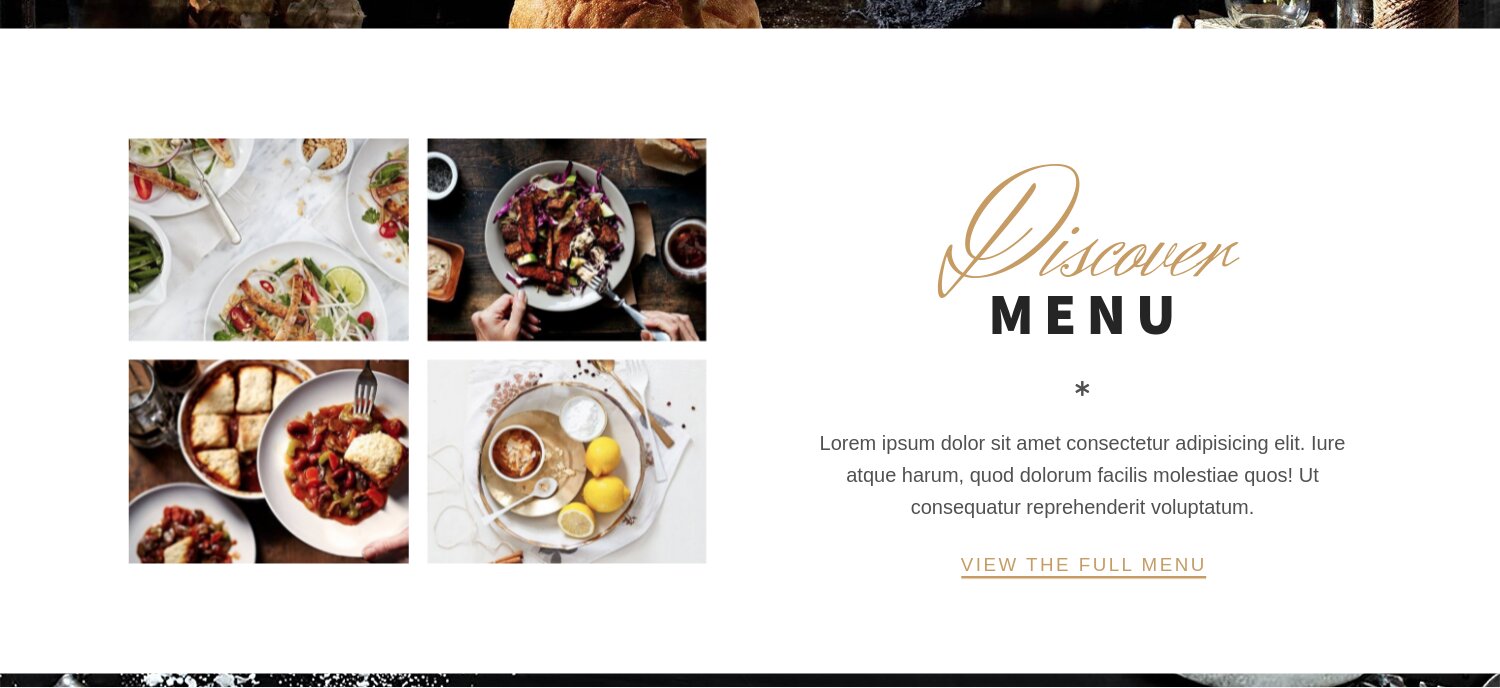 Discover
MENU
*
Lorem ipsum dolor sit amet consectetur adipisicing elit. Iure
atque harum, quod dolorum facilis molestiae quos! Ut
consequatur reprehenderit voluptatum.
VIEW THE FULL MENU